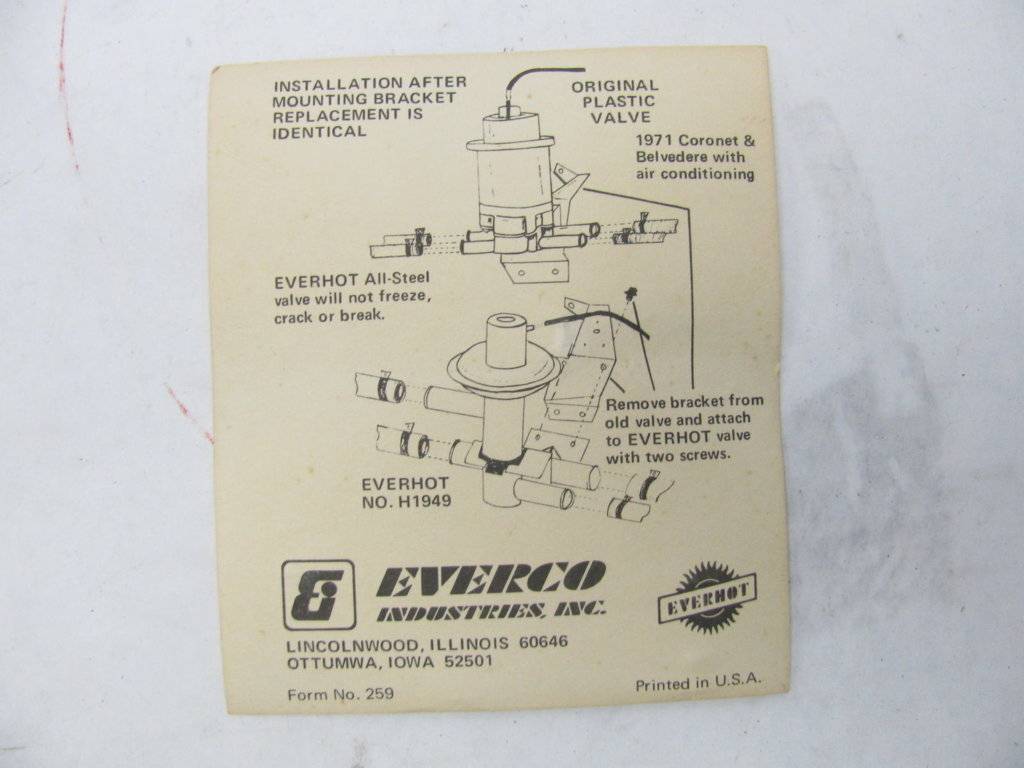 INSTALLATION AFTER
MOUNTING BRACKET
REPLACEMENT IS
IDENTICAL
ORIGINAL
PLASTIC
VALVE
1971 Coronet &
Belvedere with
air conditioning
EVERHOT All-Steel
valve will not freeze,
crack or break.
Remove bracket from
old valve and attach
to EVERHOT valve
with two screws.
EVERHOT
NO. H1949
EVERCO
INDUSTRIES, INC.
EVERHOT
LINCOLNWOOD, ILLINOIS 60646
OTTUMWA, IOWA 52501
Form No. 259
Printed in U.S.A.